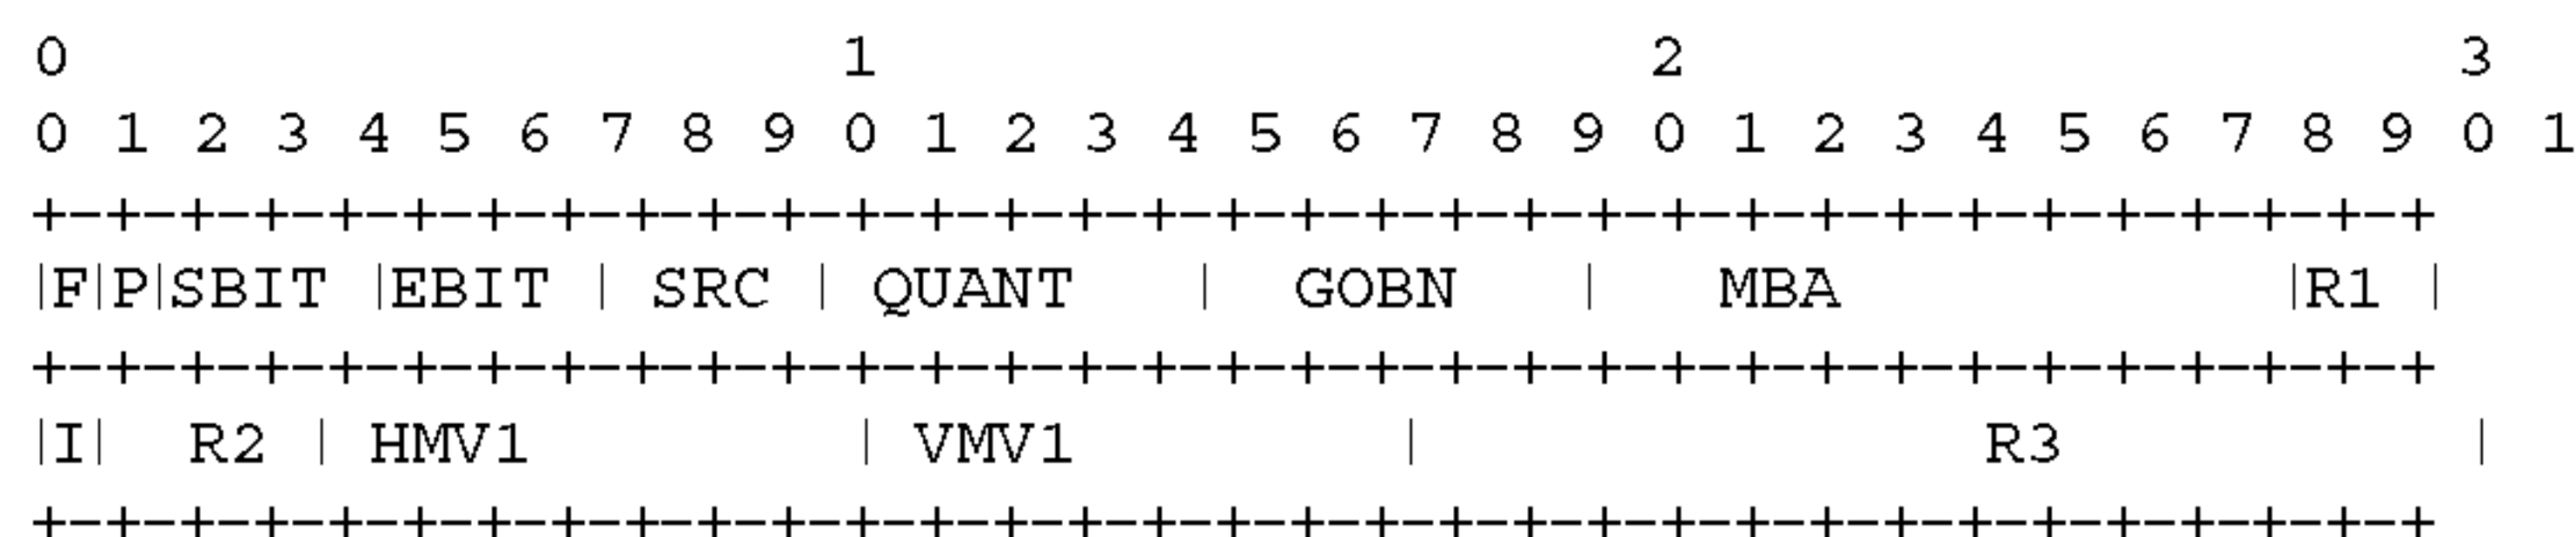 0 1 2 3
0 1 2 3 4 5 6 7 8 9 0 1 2 3 4 5 6 7 8 9 0 1 2 3 4 5 6 7 8 9 0 1
+-+-+-+-+-+-+-+-+-+-+-+-+-+-+-+-+-+-+-+-+-+-+-+-+-+-+-+-+-+-+-+-+
|F|P|SBIT |EBIT | SRC | QUANT | GOBN | MBA |R1 |
+-+-+-+-+-+-+-+-+-+-+-+-+-+-+-+-+-+-+-+-+-+-+-+-+-+-+-+-+-+-+-+-+
|I| R2 | HMV1 | VMV1 | R3 |
+-+-+-+-+-+-+-+-+-+-+-+-+-+-+-+-+-+-+-+-+-+-+-+-+-+-+-+-+-+-+-+-+